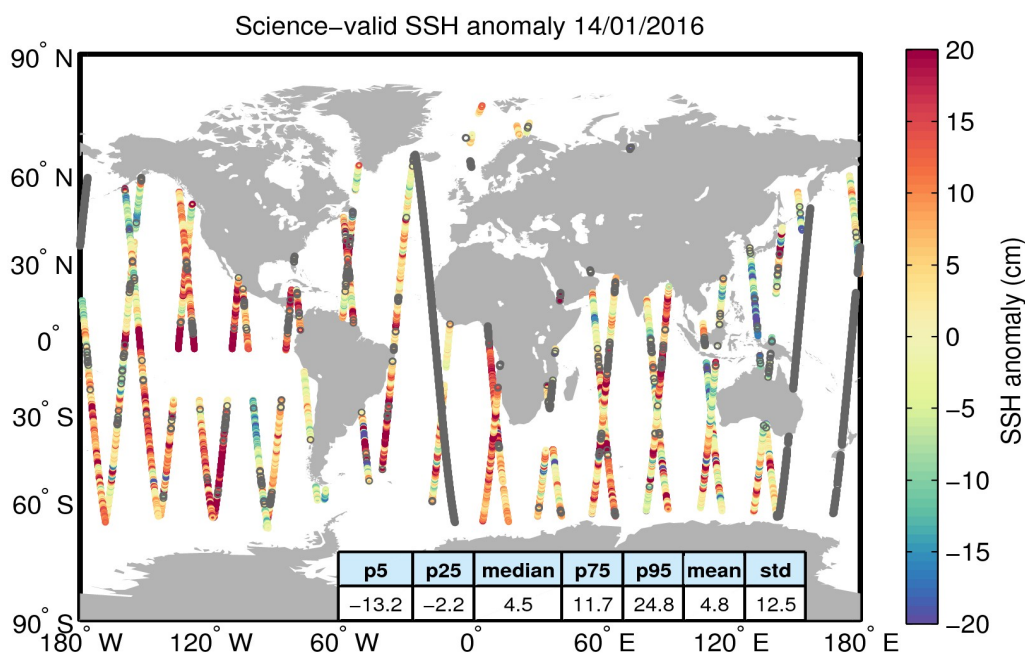 Science−valid SSH anomaly 14/01/2016
90° N
60° N
30° N
0°
30° S
60° S
90° S
180° W
120° W
60° W
0°
60° E
120° E
180° E
p5 p25 median p75 p95 mean std
−13.2 −2.2 4.5 11.7 24.8 4.8 12.5
20
15
10
5
0
−5
−10
−15
−20
SSH anomaly (cm)